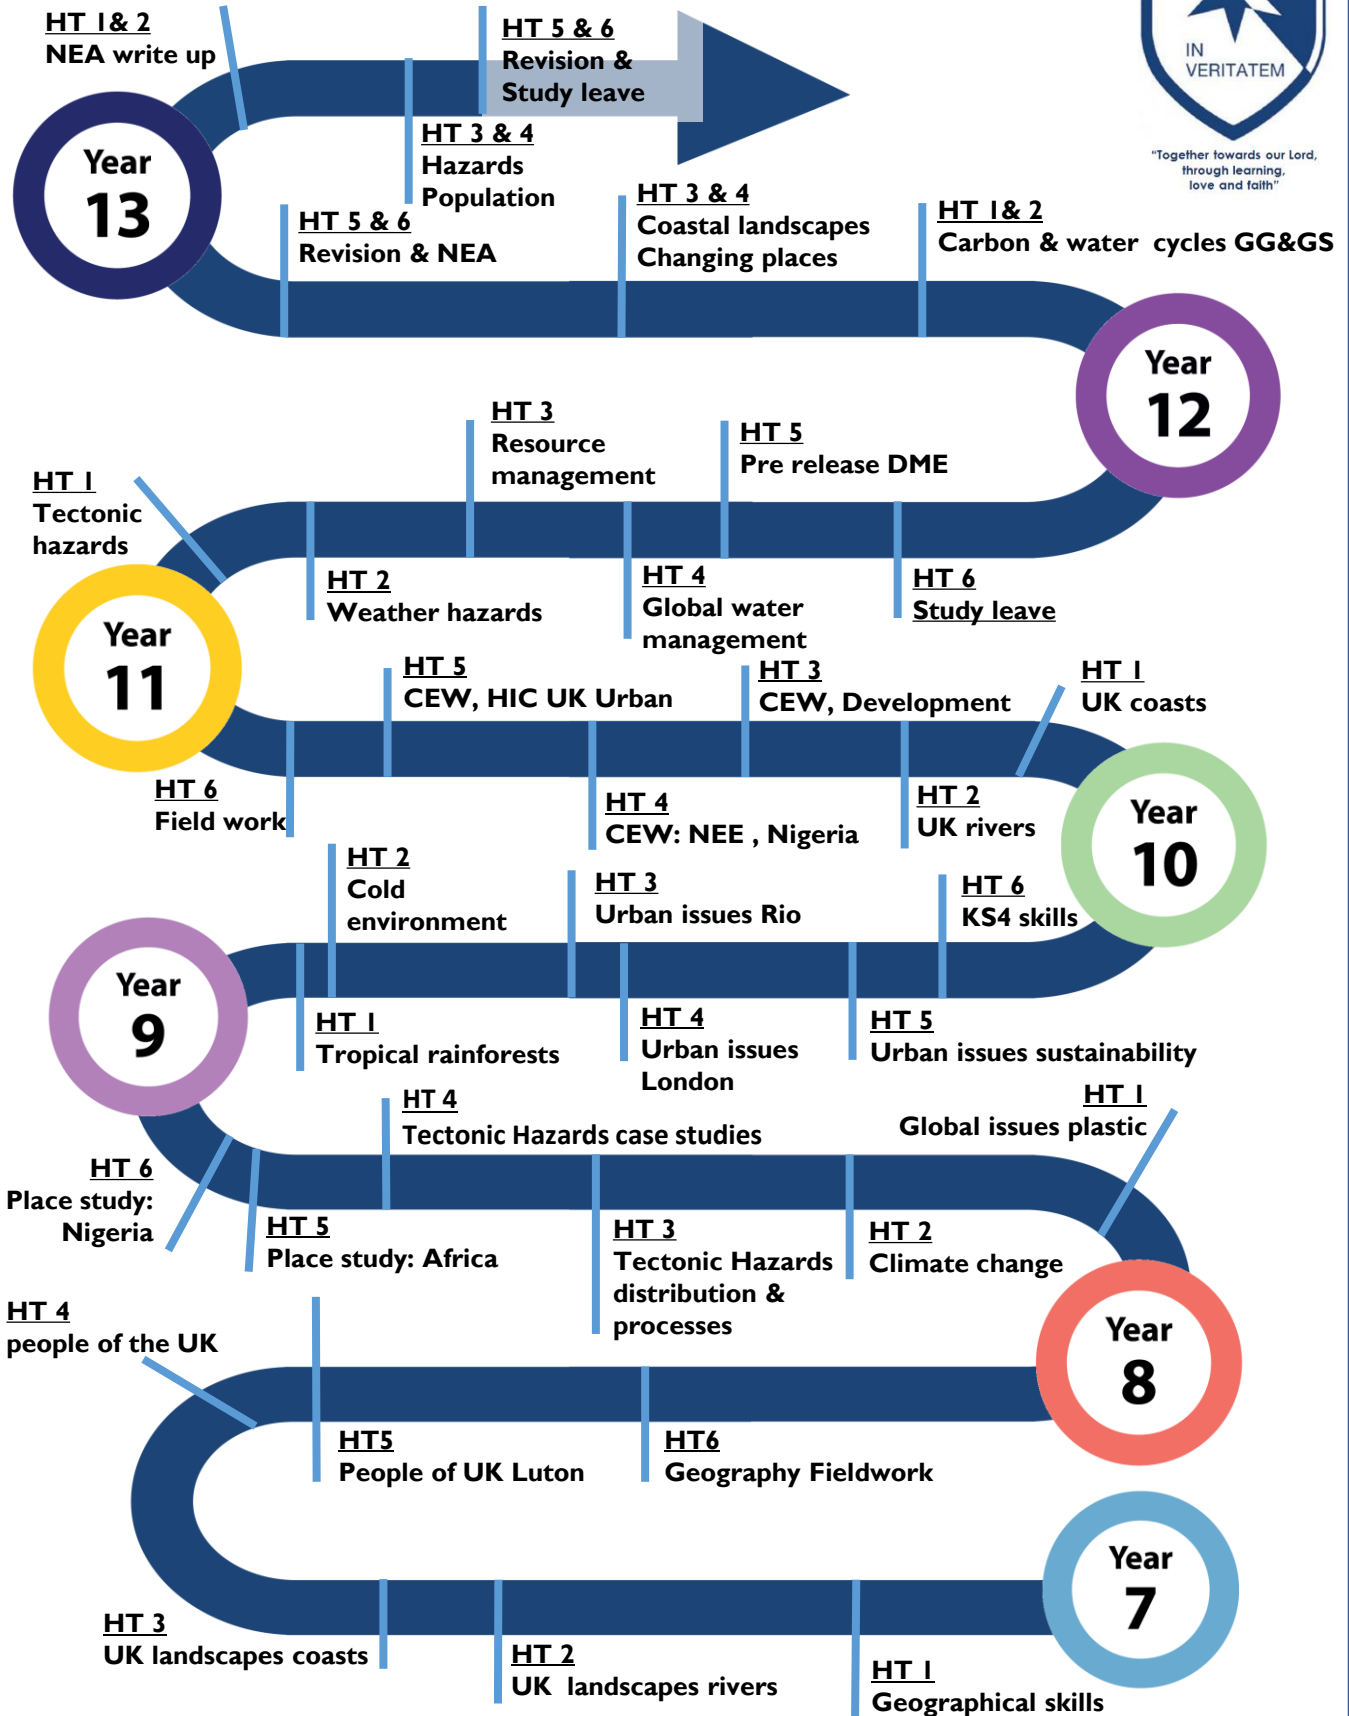 HT 1& 2
NEA write up
HT 5 & 6
Revision &
Study leave
IN
VERITATEM
"Together towards our Lord,
through learning,
love and faith"
Year
13
HT 3 & 4
Hazards
Population
HT 5 & 6
Revision & NEA
HT 3 & 4
Coastal landscapes
Changing places
HT 1& 2
Carbon & water cycles GG&GS
Year
12
HT 1
Tectonic
hazards
HT 3
Resource
management
HT 5
Pre release DME
HT 2
Weather hazards
HT 4
Global water
management
HT 6
Study leave
Year
11
HT 5
CEW, HIC UK Urban
HT 3
CEW, Development
HT 1
UK coasts
HT 6
Field work
HT 4
CEW: NEE , Nigeria
HT 2
UK rivers
Year
10
HT 2
Cold
environment
HT 3
Urban issues Rio
HT 6
KS4 skills
Year
9
HT 1
Tropical rainforests
HT 4
Urban issues
London
HT 5
Urban issues sustainability
HT 4
Tectonic Hazards case studies
HT 1
Global issues plastic
HT 6
Place study:
Nigeria
HT 5
Place study: Africa
HT 3
Tectonic Hazards
distribution &
processes
HT 2
Climate change
HT 4
people of the UK
Year
8
HT5
People of UK Luton
HT6
Geography Fieldwork
Year
7
HT 3
UK landscapes coasts
HT 2
UK landscapes rivers
HT 1
Geographical skills